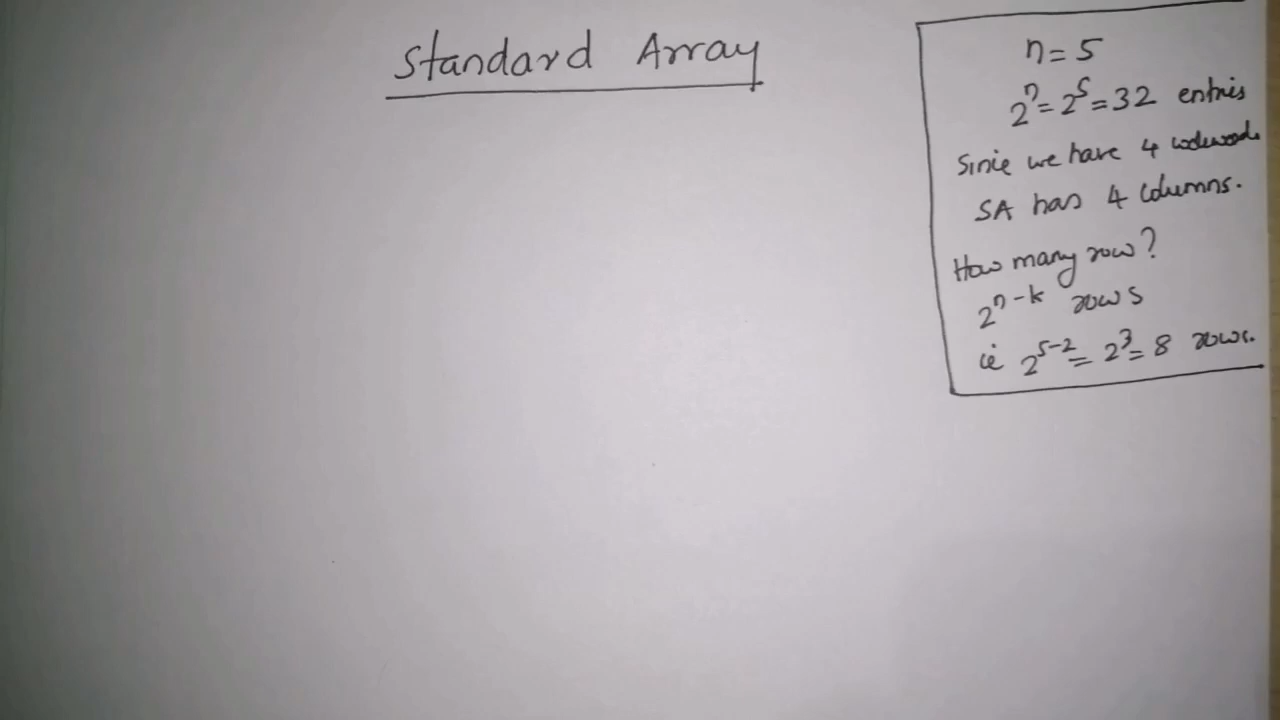 Standard Array
n = 5
2^n = 2^5 = 32 entries
Since we have 4 codewords
SA has 4 columns.
How many row?
2^{n-k} rows
ie 2^{5-2} = 2^3 = 8 rows.